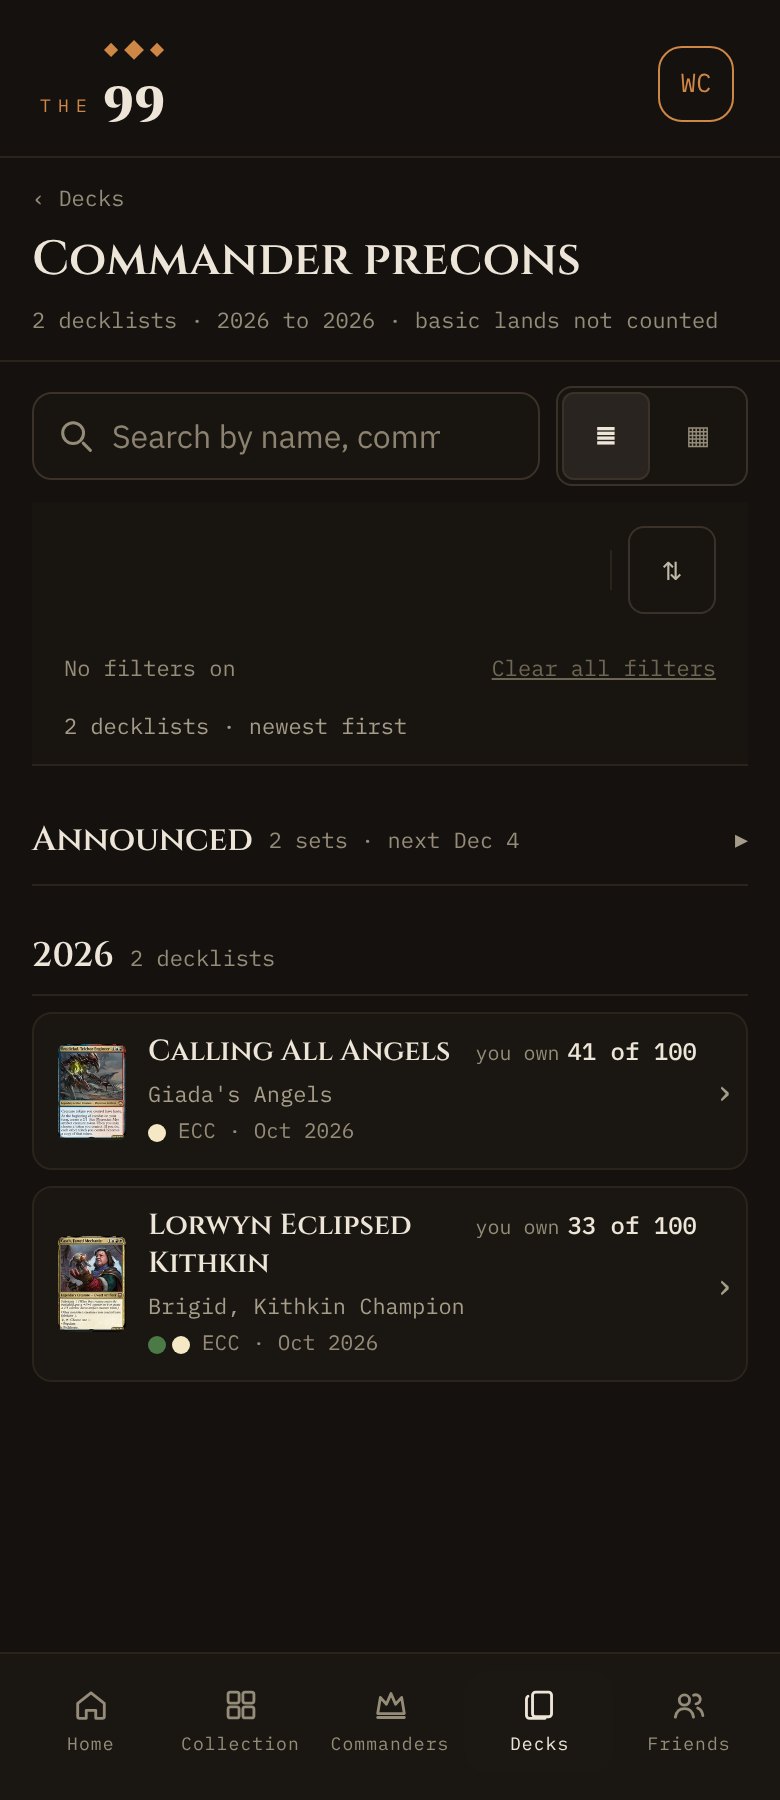 THE 99
WC
‹ Decks
Commander precons
2 decklists · 2026 to 2026 · basic lands not counted
Search by name, comm
No filters on
Clear all filters
2 decklists · newest first
Announced 2 sets · next Dec 4
2026 2 decklists
Calling All Angels you own 41 of 100
Giada's Angels
ECC · Oct 2026
Lorwyn Eclipsed Kithkin you own 33 of 100
Brigid, Kithkin Champion
ECC · Oct 2026
Home
Collection
Commanders
Decks
Friends